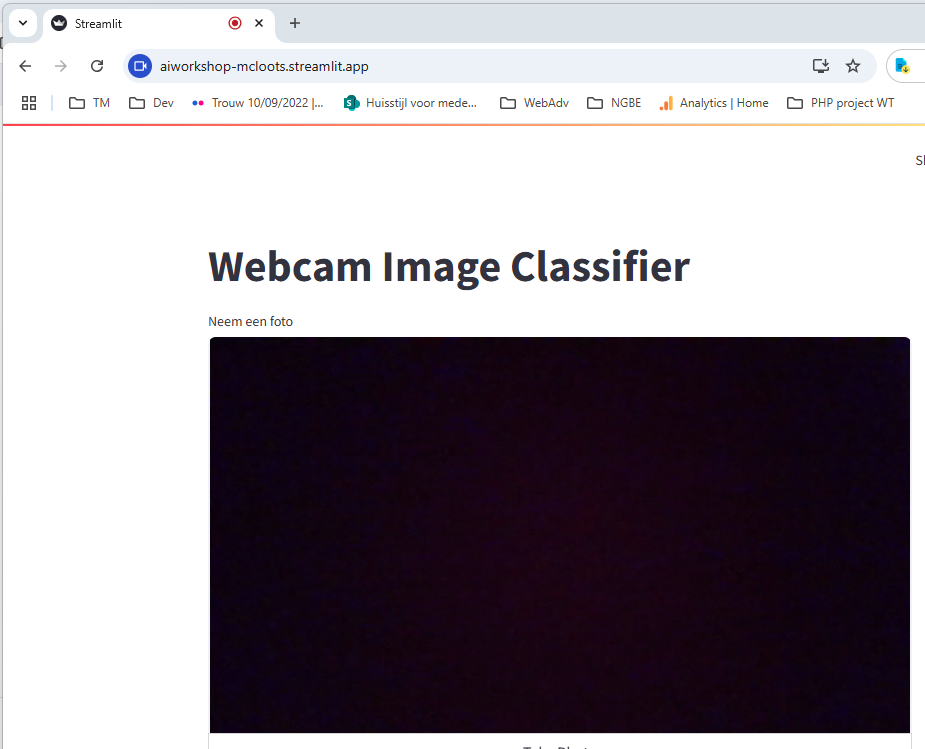 Streamlit
aiworkshop-mcloots.streamlit.app
TM Dev Trouw 10/09/2022 |... Huisstijl voor mede... WebAdv NGBE Analytics | Home PHP project WT
Webcam Image Classifier
Neem een foto